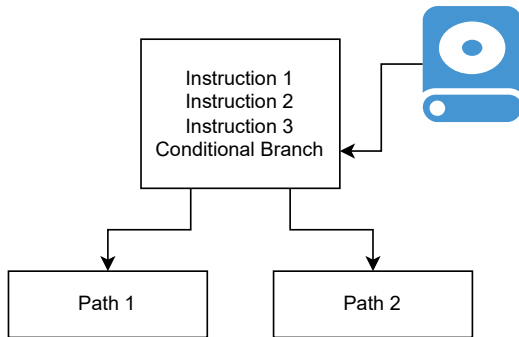 Instruction 1
Instruction 2
Instruction 3
Conditional Branch
Path 1
Path 2